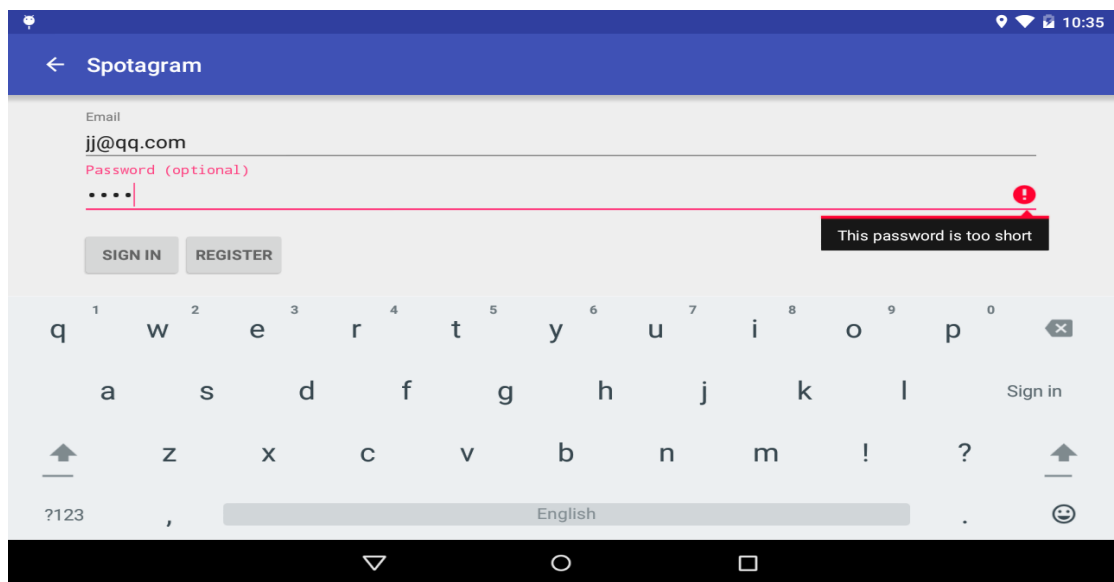 10:35
Spotagram
Email
jj@qq.com
Password (optional)
••••
This password is too short
SIGN IN REGISTER
1 2 3 4 5 6 7 8 9 0
q w e r t y u i o p
a s d f g h j k l Sign in
z x c v b n m ! ?
?123 , English .